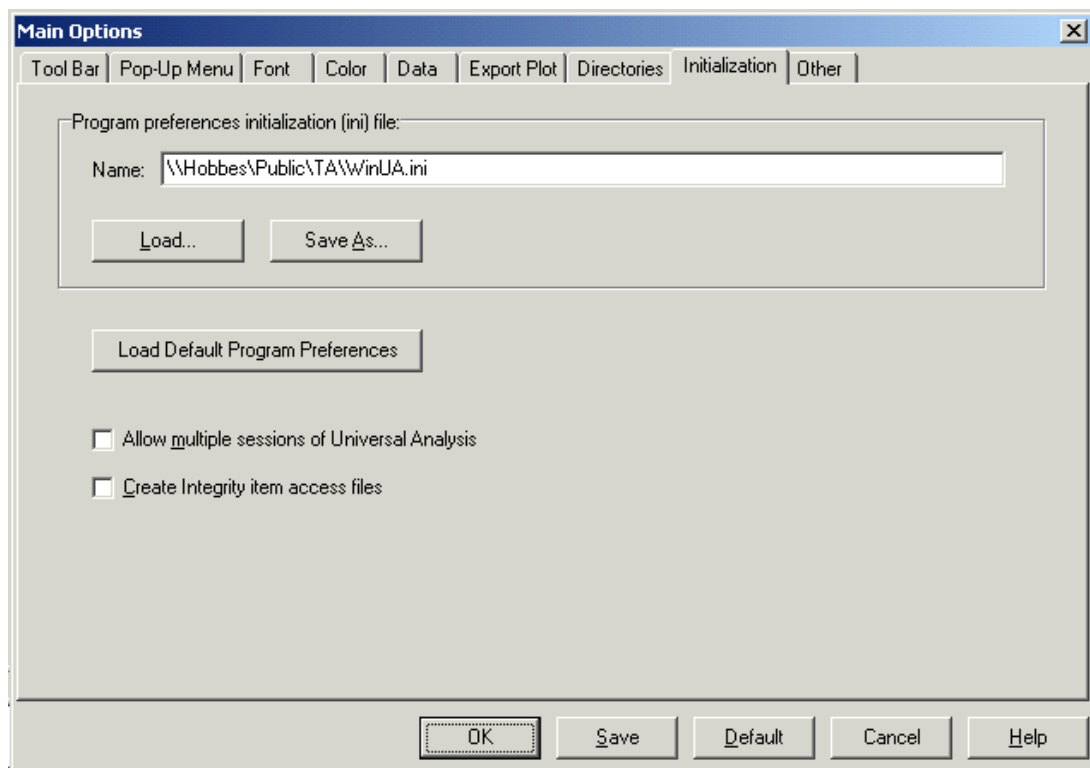 Main Options
Tool Bar Pop-Up Menu Font Color Data Export Plot Directories Initialization Other
Program preferences initialization (ini) file:
Name: \\Hobbes\Public\TA\WinUA.ini
Load... Save As...
Load Default Program Preferences
Allow multiple sessions of Universal Analysis
Create Integrity item access files
OK Save Default Cancel Help